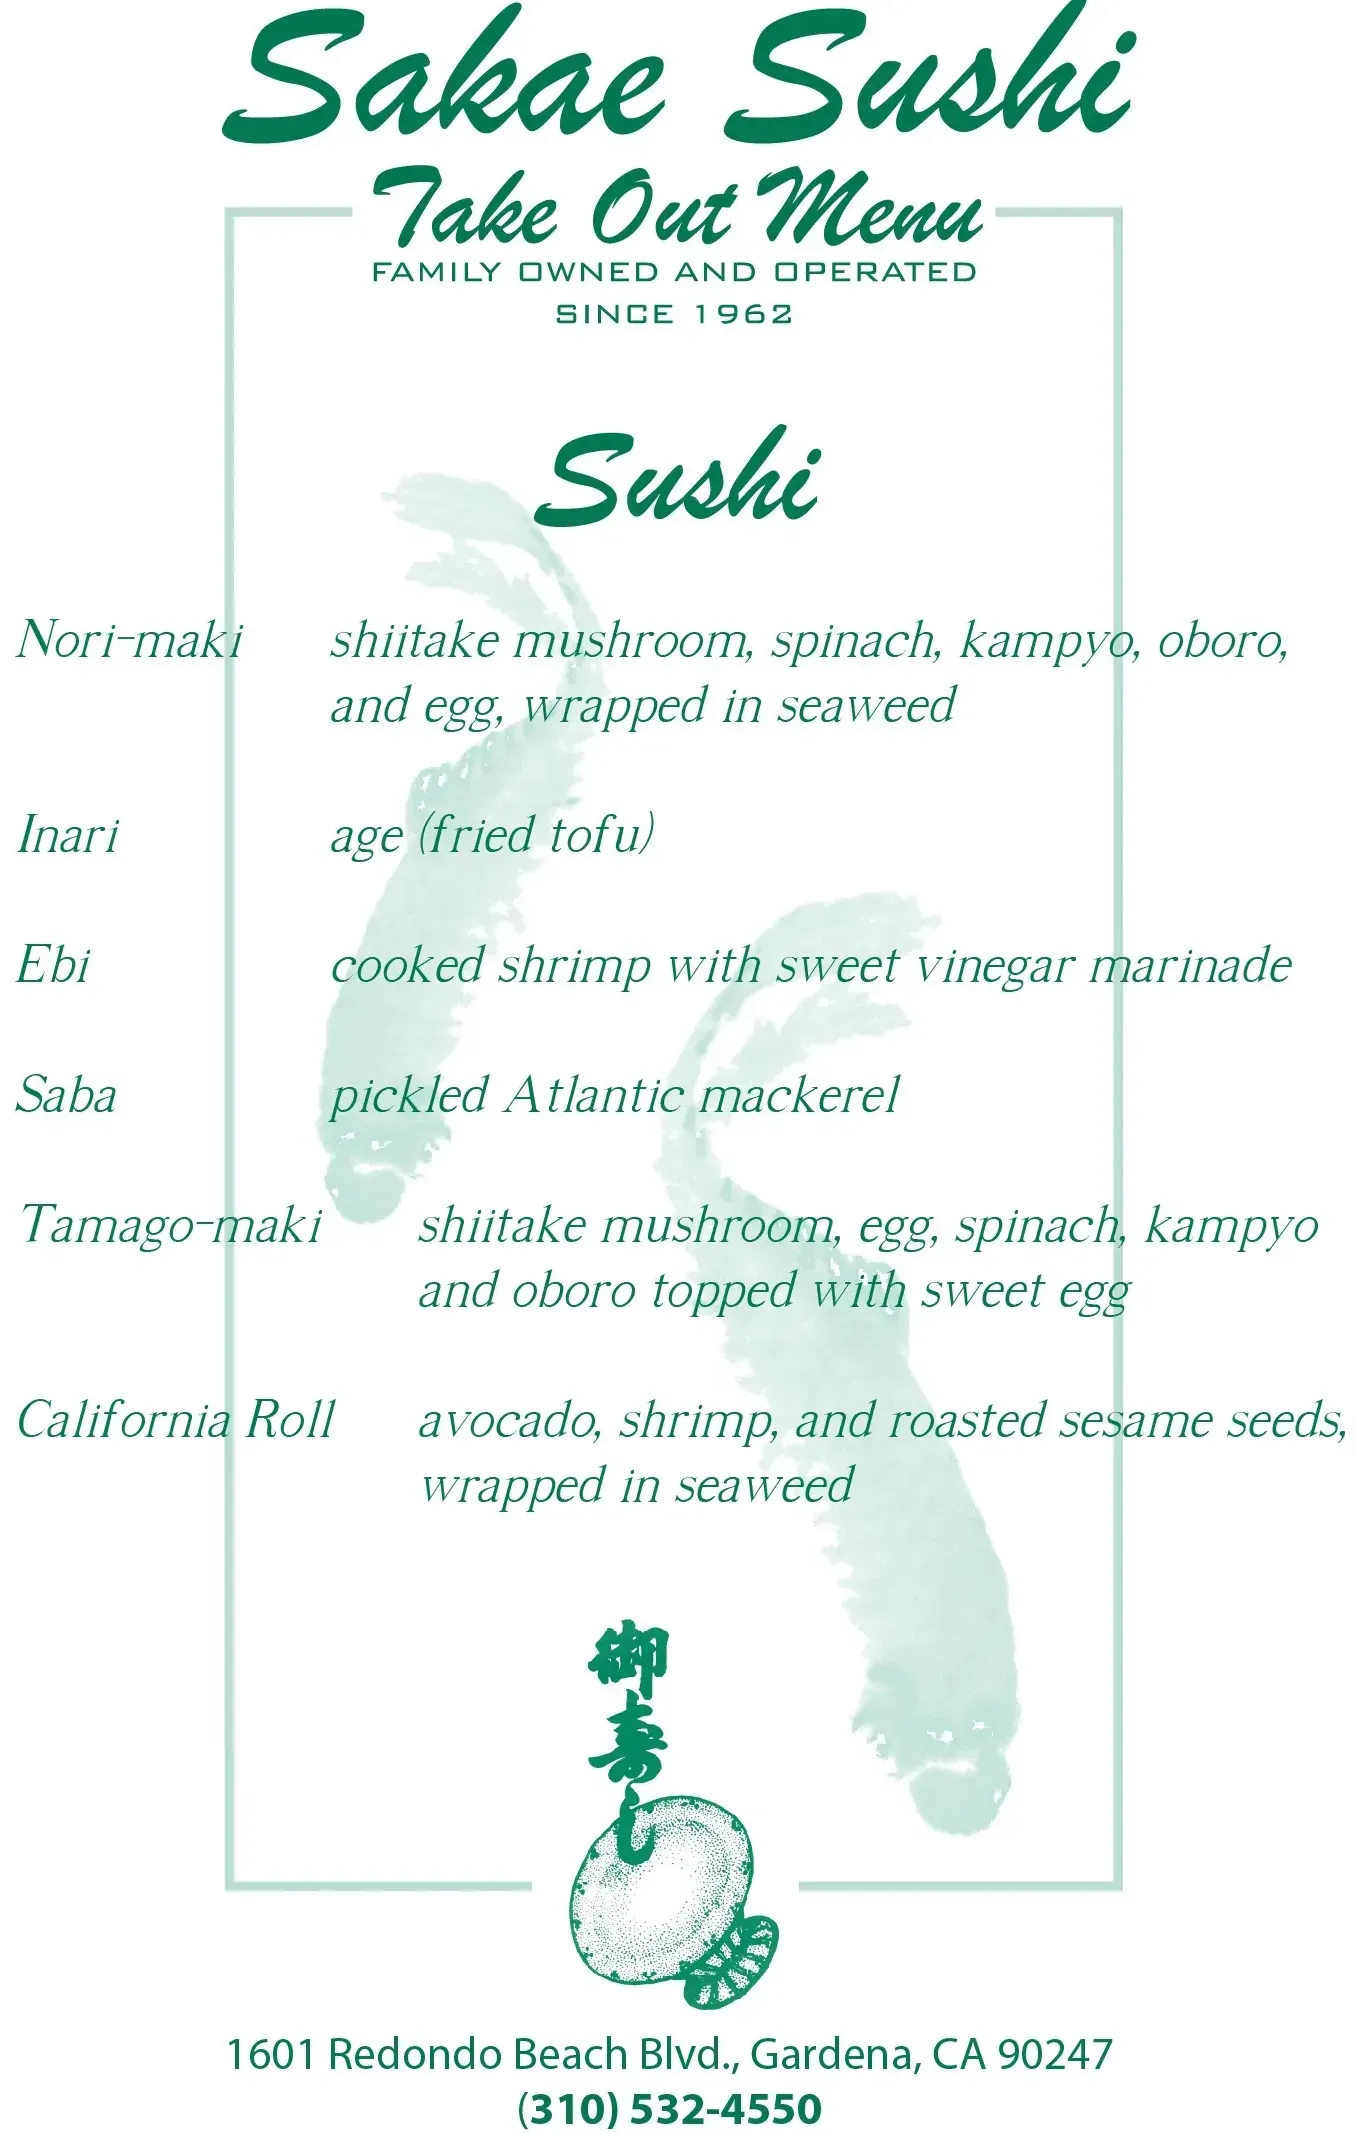 Sakae Sushi
Take Out Menu
FAMILY OWNED AND OPERATED
SINCE 1962
Sushi
Nori-maki shiitake mushroom, spinach, kampyo, oboro,
and egg, wrapped in seaweed
Inari age (fried tofu)
Ebi cooked shrimp with sweet vinegar marinade
Saba pickled Atlantic mackerel
Tamago-maki shiitake mushroom, egg, spinach, kampyo
and oboro topped with sweet egg
California Roll avocado, shrimp, and roasted sesame seeds,
wrapped in seaweed
御寿し
1601 Redondo Beach Blvd., Gardena, CA 90247
(310) 532-4550